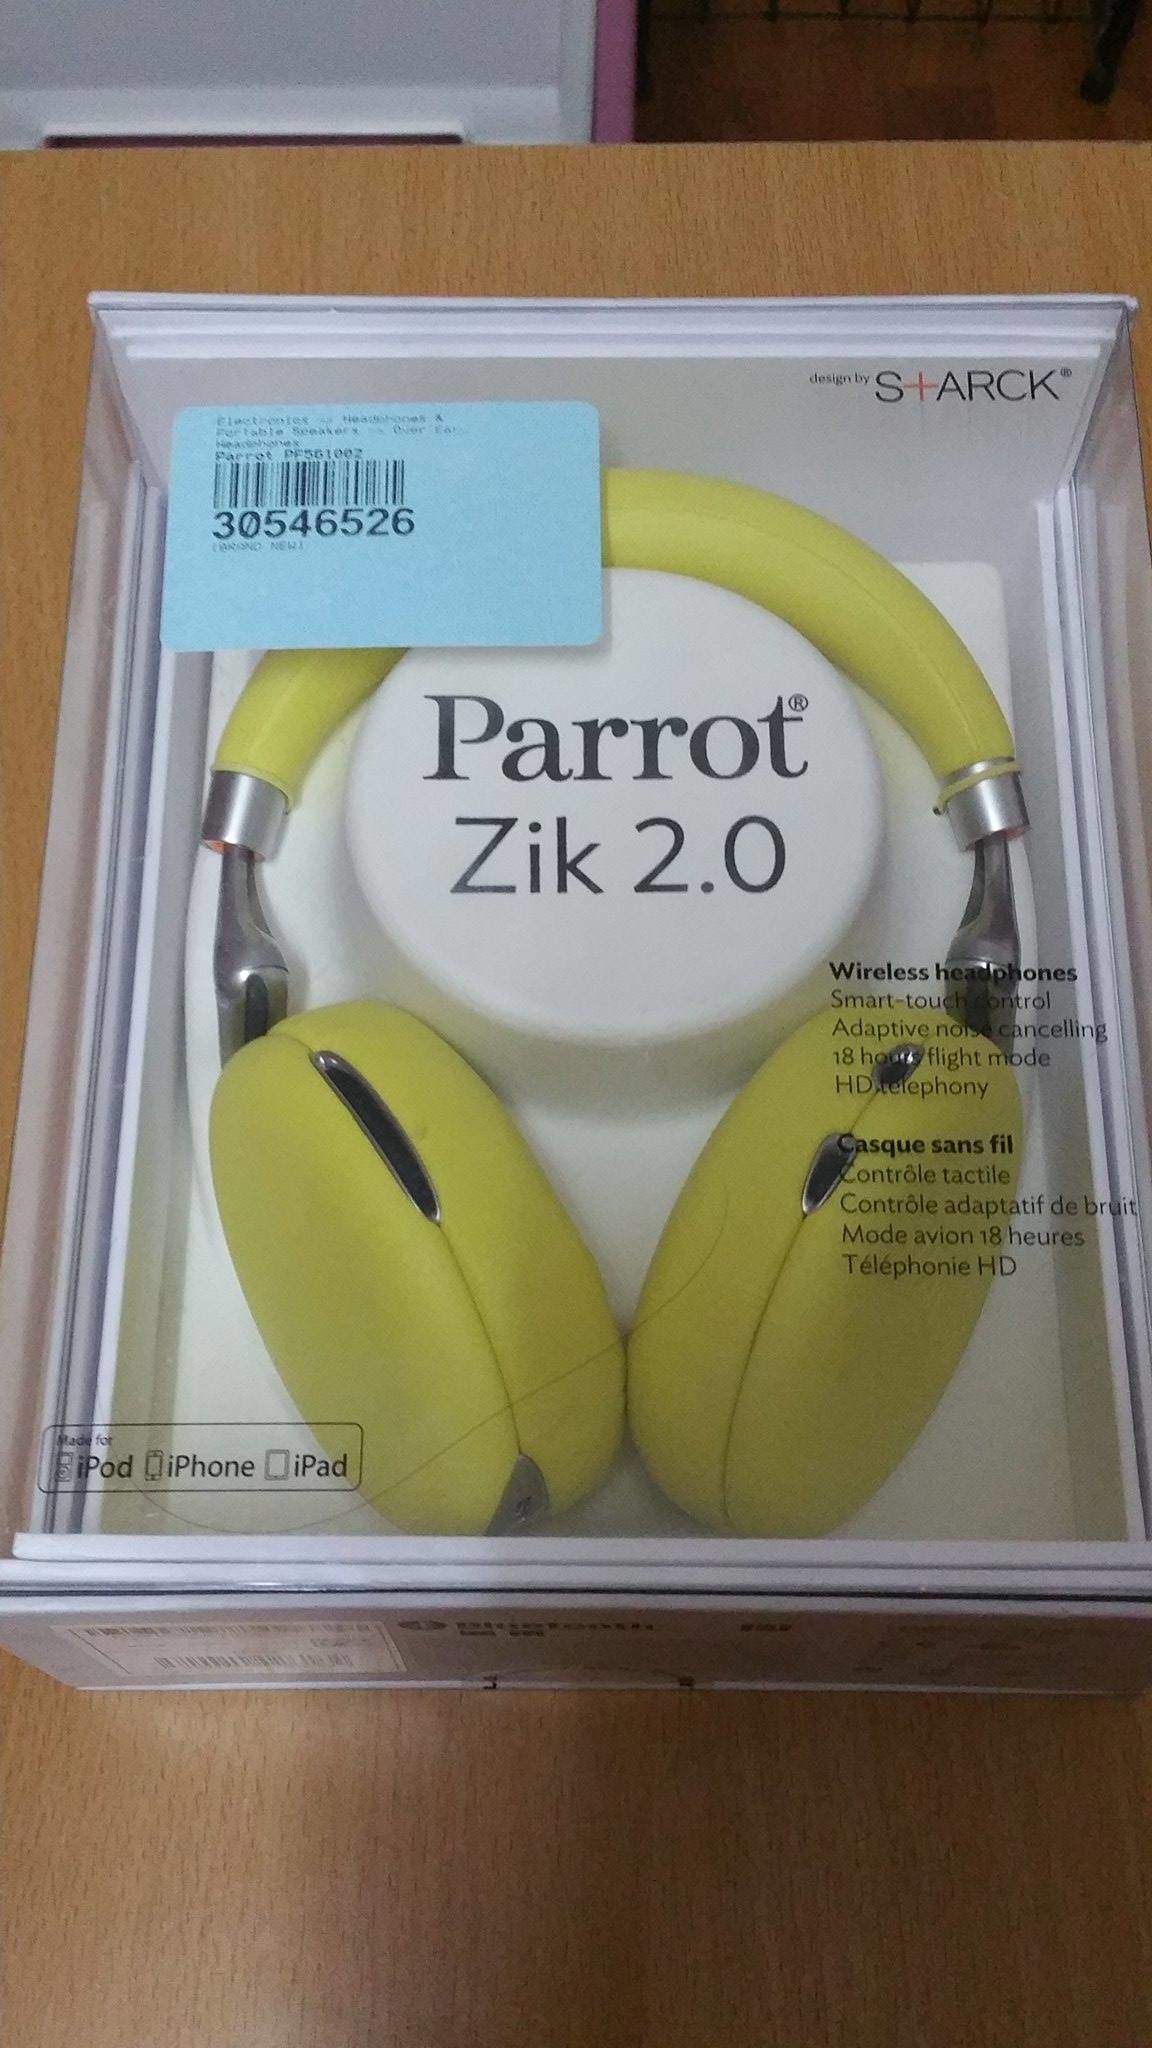 design by STARCK®
Electronics -> Headphones &
Portable Speakers -> Over Ear
Headphones
Parrot PF561002
30546526
(BRAND NEW)
Parrot®
Zik 2.0
Wireless headphones
Smart-touch control
Adaptive noise cancelling
18 hours flight mode
HD telephony
Casque sans fil
Contrôle tactile
Contrôle adaptatif de bruit
Mode avion 18 heures
Téléphonie HD
Made for
iPod iPhone iPad
Bluetooth